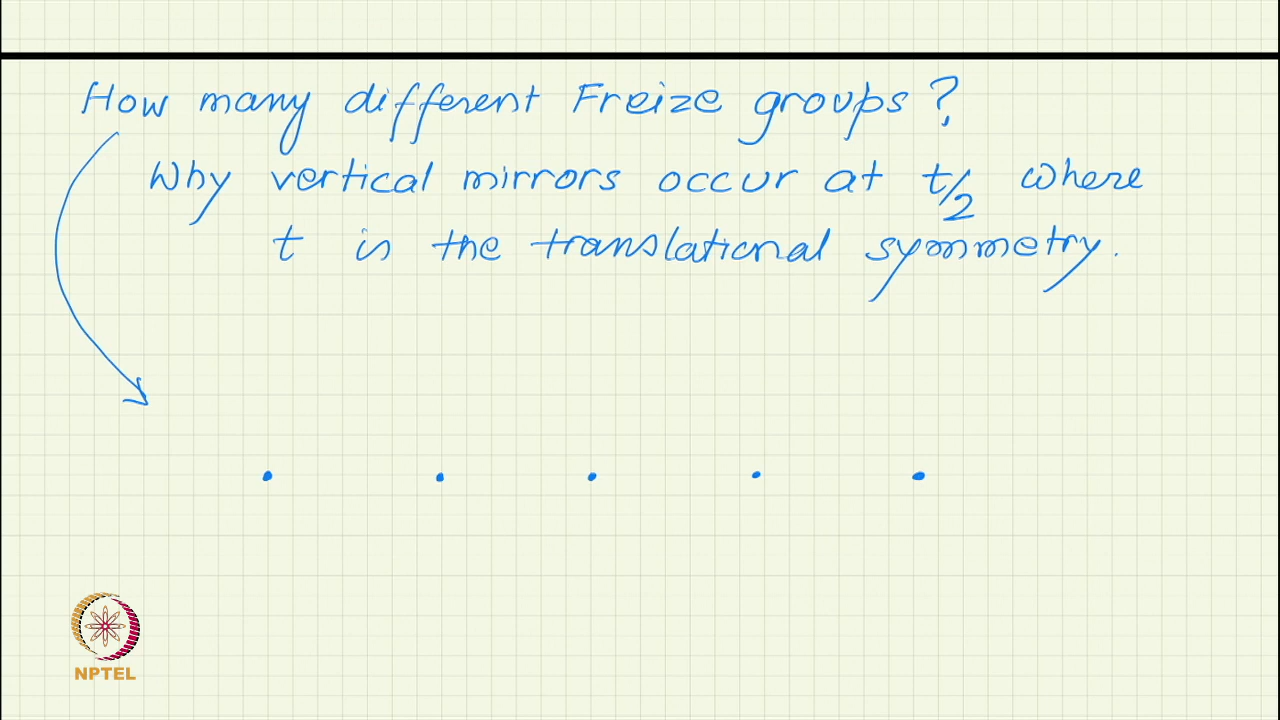 How many different Freize groups?
Why vertical mirrors occur at t/2 where
t is the translational symmetry.
NPTEL